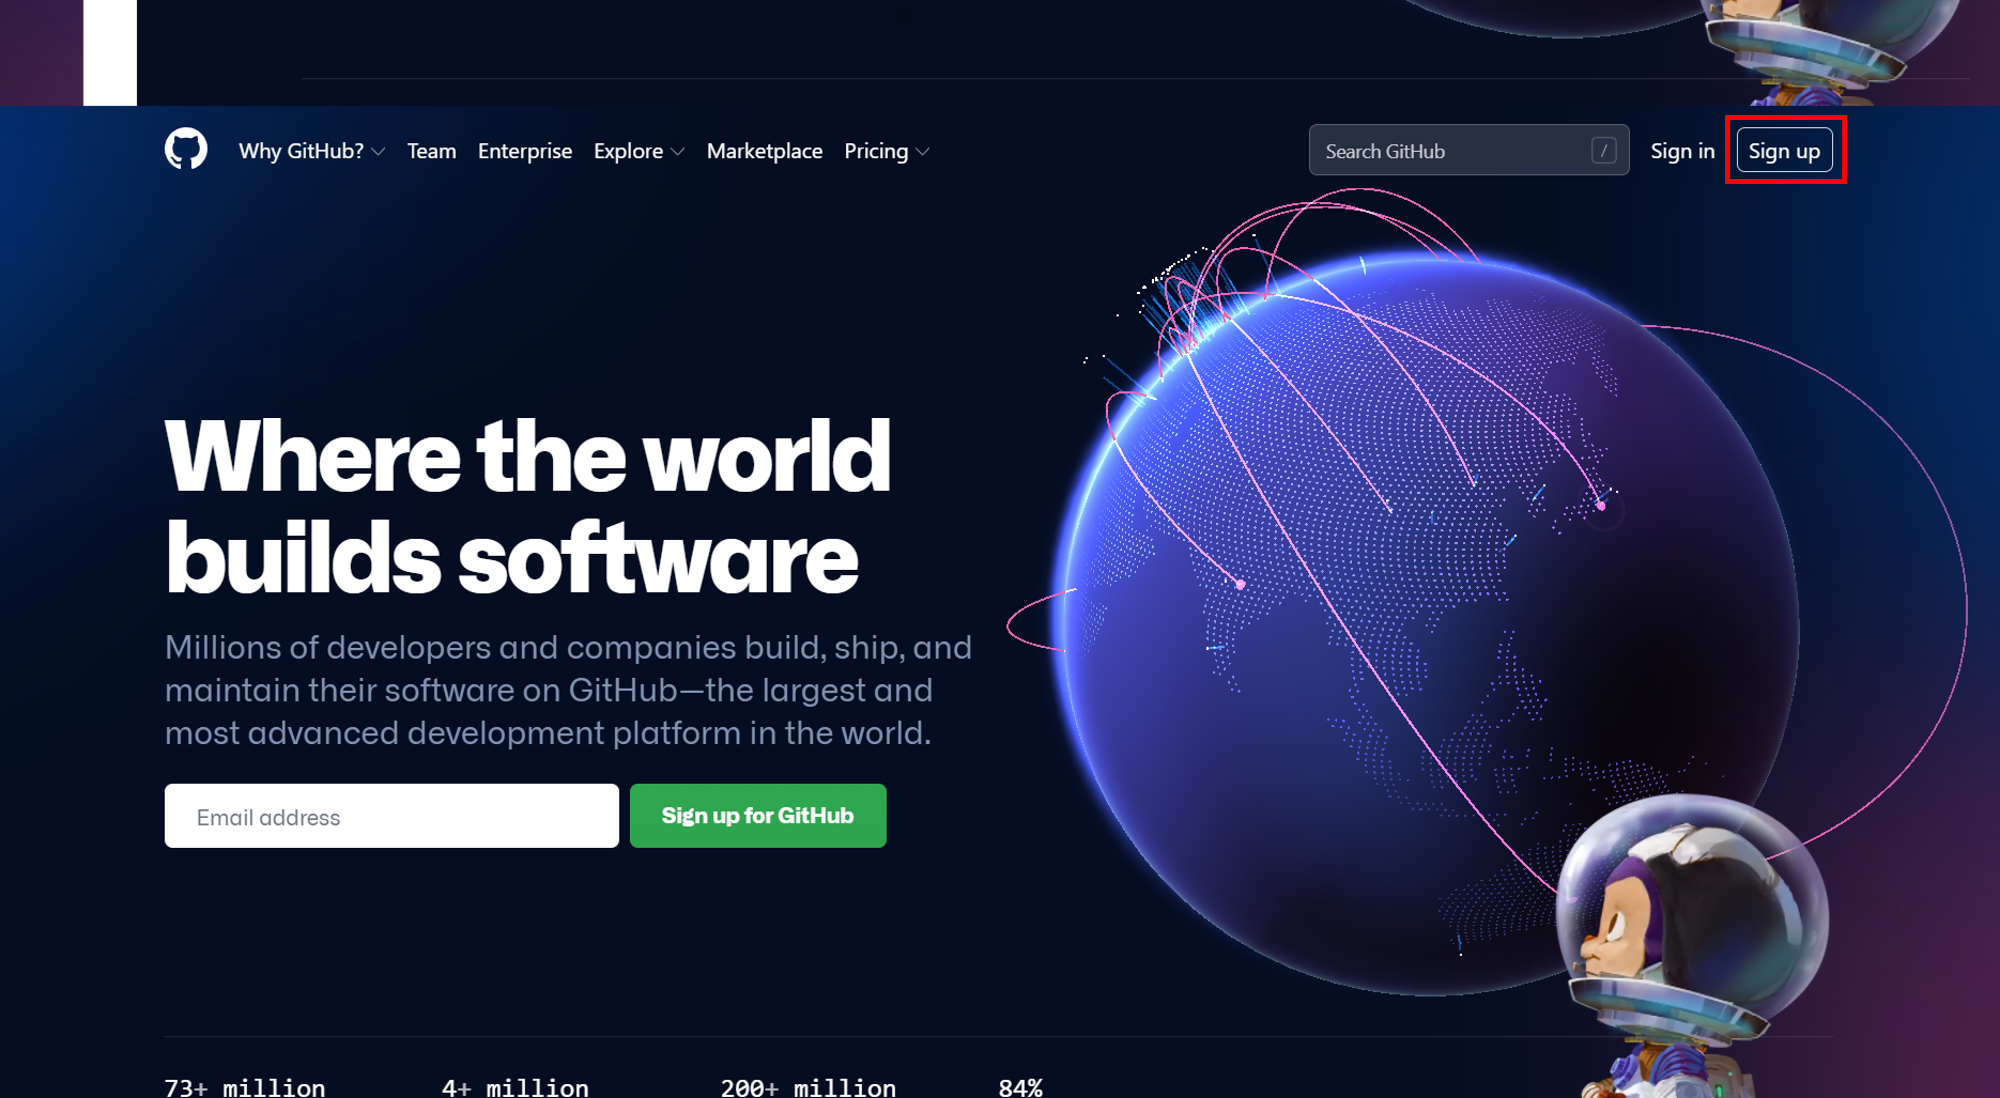 Why GitHub? Team Enterprise Explore Marketplace Pricing Search GitHub / Sign in Sign up
Where the world
builds software
Millions of developers and companies build, ship, and
maintain their software on GitHub—the largest and
most advanced development platform in the world.
Email address Sign up for GitHub
73+ million 4+ million 200+ million 84%